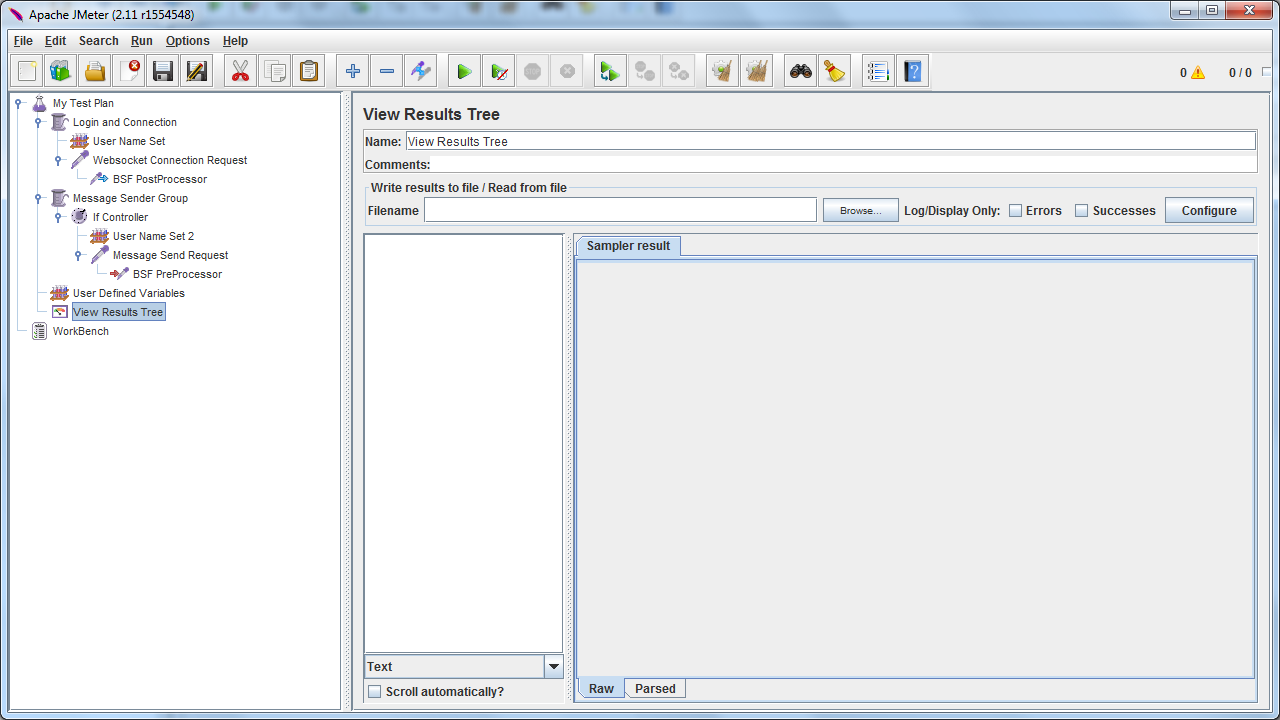 Apache JMeter (2.11 r1554548)
File Edit Search Run Options Help
0 0 / 0
My Test Plan
Login and Connection
User Name Set
Websocket Connection Request
BSF PostProcessor
Message Sender Group
If Controller
User Name Set 2
Message Send Request
BSF PreProcessor
User Defined Variables
View Results Tree
WorkBench
View Results Tree
Name: View Results Tree
Comments:
Write results to file / Read from file
Filename Browse... Log/Display Only: Errors Successes Configure
Sampler result
Text
Scroll automatically?
Raw Parsed